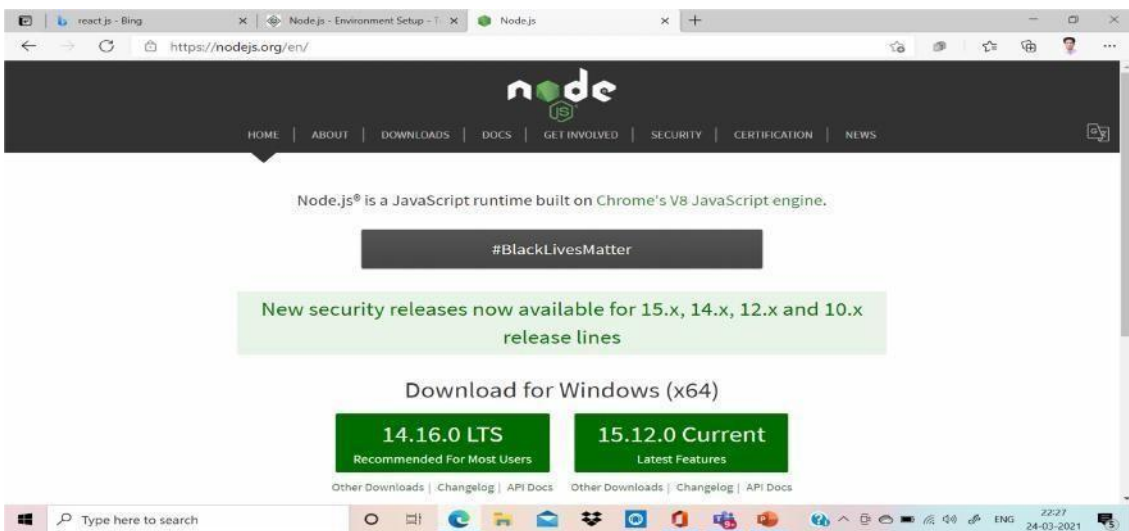 react js - Bing
Node.js - Environment Setup - T
Node.js
https://nodejs.org/en/
node
JS
HOME | ABOUT | DOWNLOADS | DOCS | GET INVOLVED | SECURITY | CERTIFICATION | NEWS
Node.js® is a JavaScript runtime built on Chrome's V8 JavaScript engine.
#BlackLivesMatter
New security releases now available for 15.x, 14.x, 12.x and 10.x
release lines
Download for Windows (x64)
14.16.0 LTS
Recommended For Most Users
15.12.0 Current
Latest Features
Other Downloads | Changelog | API Docs
Other Downloads | Changelog | API Docs
Type here to search
ENG
22:27
24-03-2021